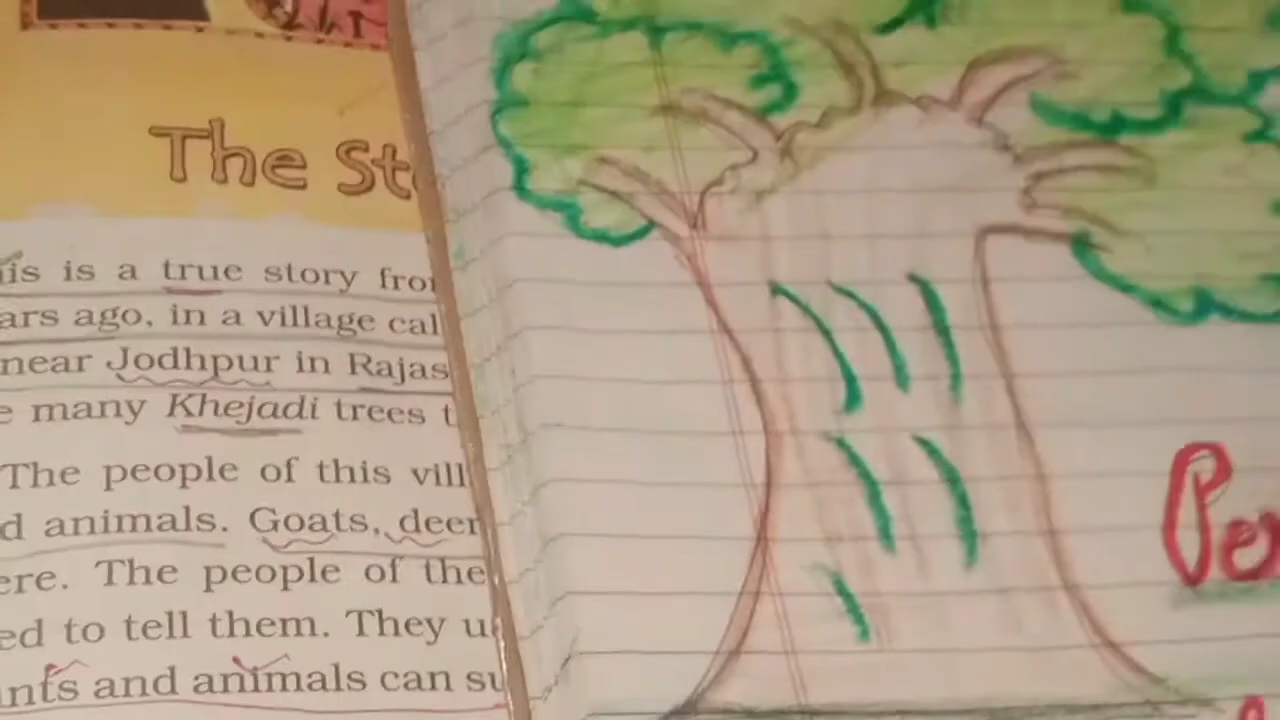 The Sto
is is a true story fro
ars ago, in a village cal
near Jodhpur in Rajas
e many Khejadi trees t
The people of this vill
d animals. Goats, deer
ere. The people of the
ed to tell them. They u
nts and animals can su
Per